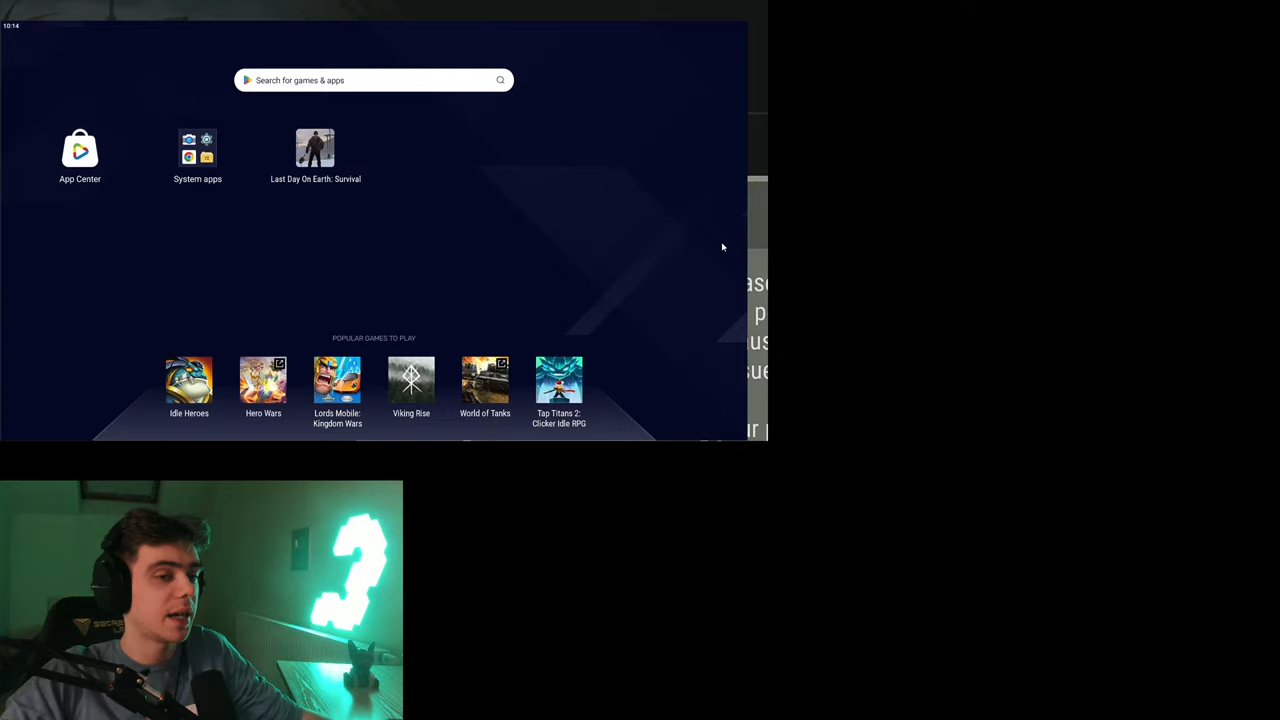 10:14
Search for games & apps
App Center
System apps
Last Day On Earth: Survival
POPULAR GAMES TO PLAY
Idle Heroes
Hero Wars
Lords Mobile:
Kingdom Wars
Viking Rise
World of Tanks
Tap Titans 2:
Clicker Idle RPG